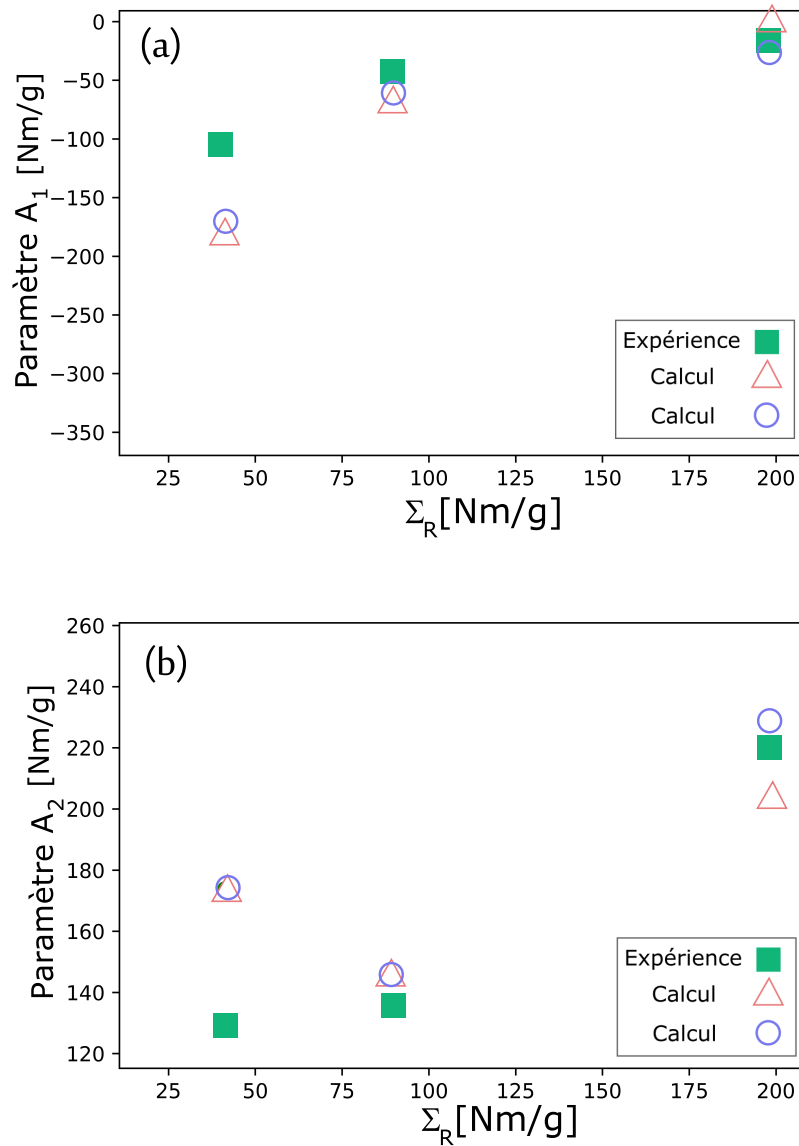 (a)
0
−50
−100
−150
−200
−250
−300
−350
Paramètre A₁ [Nm/g]
Expérience
Calcul
Calcul
25 50 75 100 125 150 175 200
Σ_R[Nm/g]
(b)
260
240
220
200
180
160
140
120
Paramètre A₂ [Nm/g]
Expérience
Calcul
Calcul
25 50 75 100 125 150 175 200
Σ_R[Nm/g]